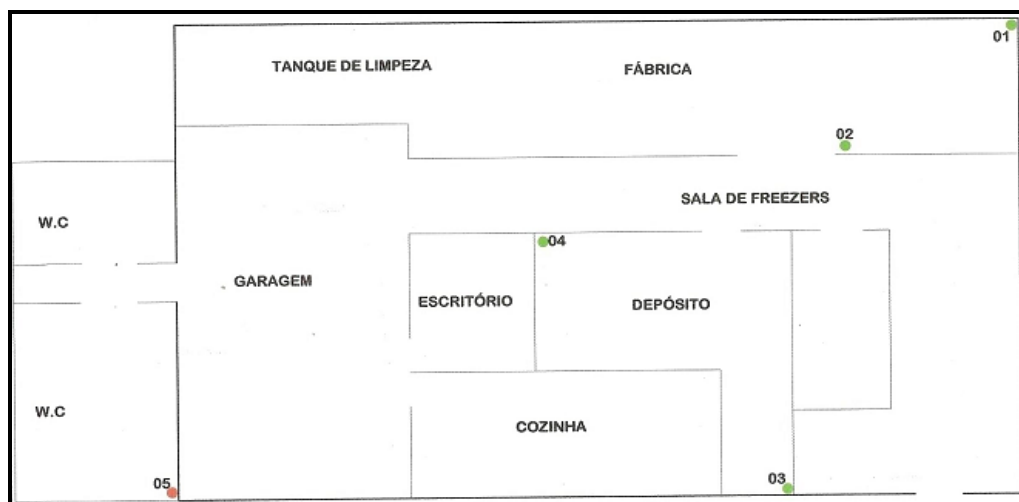 01
TANQUE DE LIMPEZA
FÁBRICA
02
SALA DE FREEZERS
W.C
04
GARAGEM
ESCRITÓRIO
DEPÓSITO
W.C
COZINHA
05
03